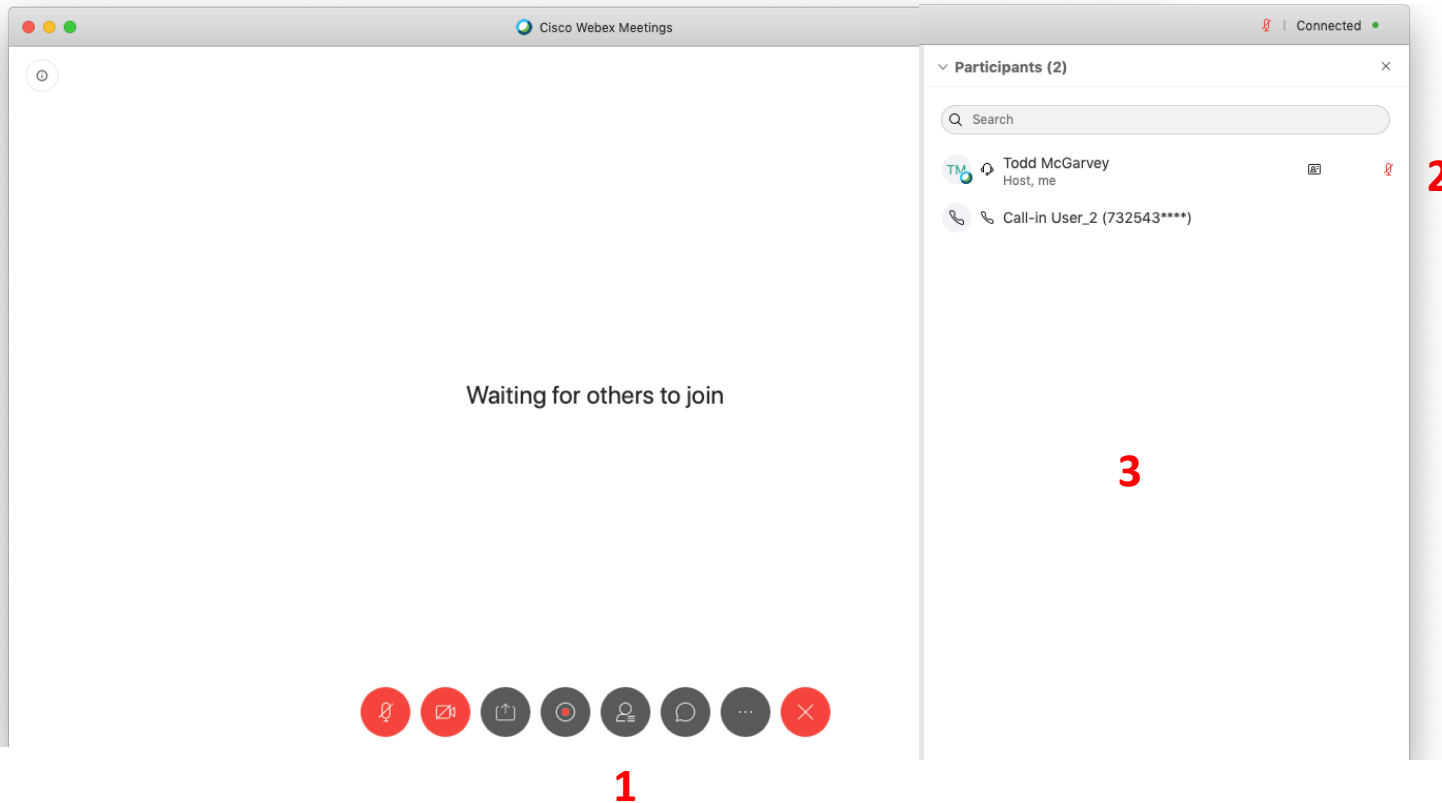 Cisco Webex Meetings
Connected
Participants (2)
Search
TM
Todd McGarvey
Host, me
Call-in User_2 (732543****)
2
Waiting for others to join
3
1